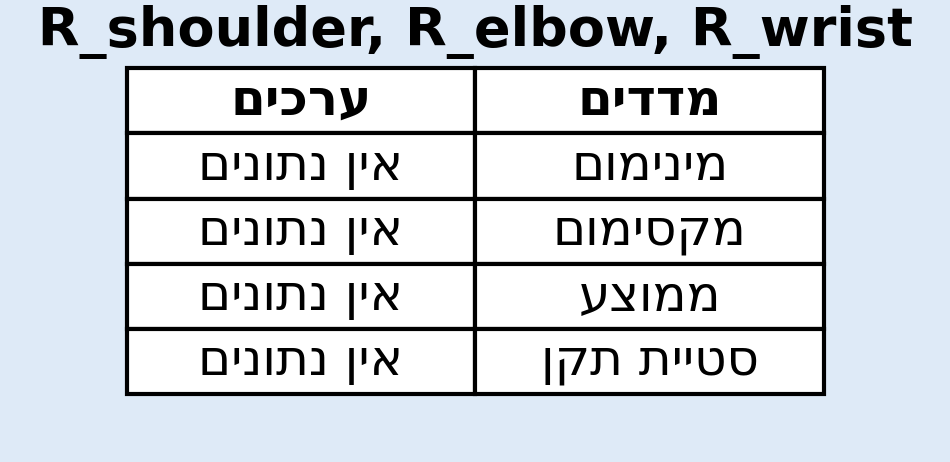 R_shoulder, R_elbow, R_wrist
מדדים ערכים
מינימום אין נתונים
מקסימום אין נתונים
ממוצע אין נתונים
סטיית תקן אין נתונים